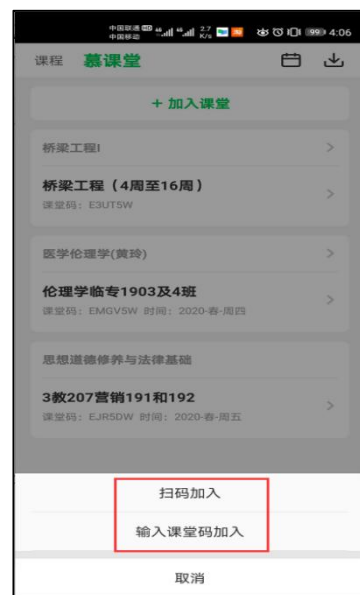 中国联通 HD 46 46 2.7 99 4:06
中国移动 K/s
课程 慕课堂
+ 加入课堂
桥梁工程I
桥梁工程（4周至16周）
课堂码：E3UT5W
医学伦理学(黄玲)
伦理学临专1903及4班
课堂码：EMGV5W 时间：2020-春-周四
思想道德修养与法律基础
3教207营销191和192
课堂码：EJR5DW 时间：2020-春-周五
扫码加入
输入课堂码加入
取消